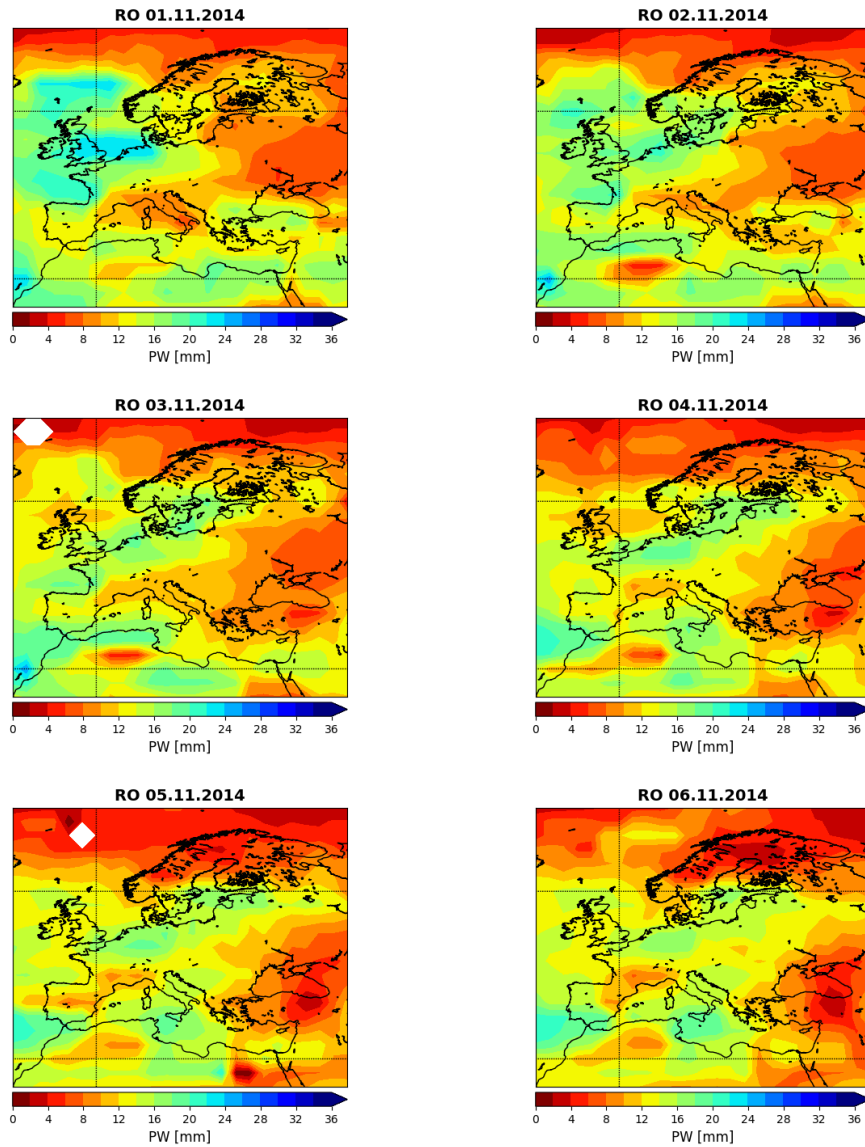 RO 01.11.2014
RO 02.11.2014
0 4 8 12 16 20 24 28 32 36
0 4 8 12 16 20 24 28 32 36
PW [mm]
PW [mm]
RO 03.11.2014
RO 04.11.2014
0 4 8 12 16 20 24 28 32 36
0 4 8 12 16 20 24 28 32 36
PW [mm]
PW [mm]
RO 05.11.2014
RO 06.11.2014
0 4 8 12 16 20 24 28 32 36
0 4 8 12 16 20 24 28 32 36
PW [mm]
PW [mm]